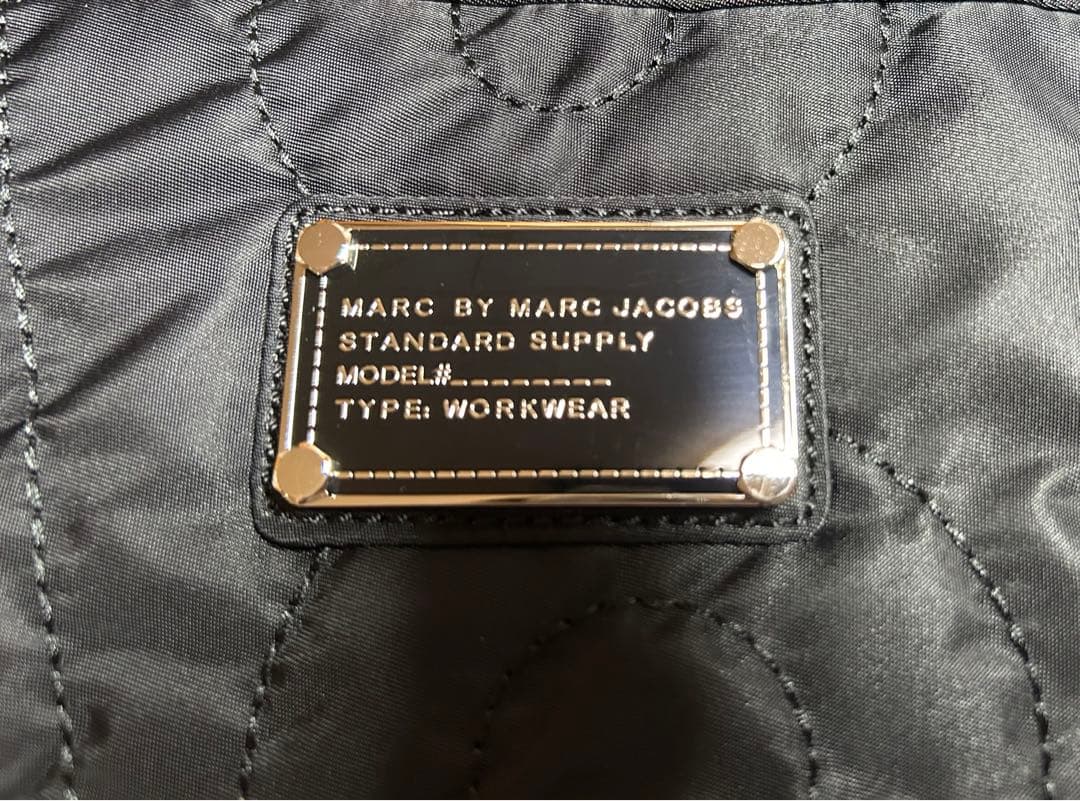 MARC BY MARC JACOBS
STANDARD SUPPLY
MODEL#________
TYPE: WORKWEAR